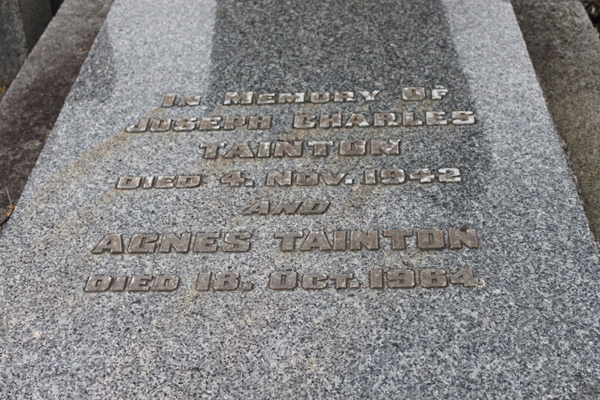 In Memory Of
Joseph Charles
Tainton
Died 4. Nov. 1942
And
Agnes Tainton
Died 18. Oct. 1964.